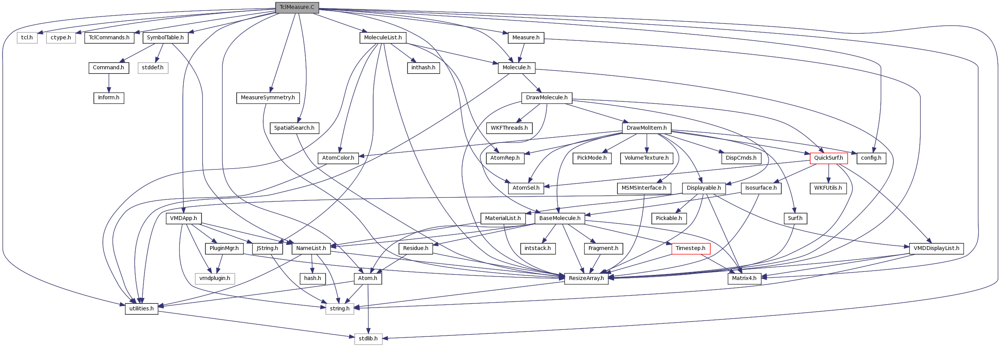 TclMeasure.C
tcl.h
ctype.h
TclCommands.h
SymbolTable.h
MoleculeList.h
Measure.h
Command.h
stddef.h
inthash.h
Molecule.h
Inform.h
MeasureSymmetry.h
DrawMolecule.h
SpatialSearch.h
WKFThreads.h
DrawMolItem.h
AtomColor.h
AtomRep.h
PickMode.h
VolumeTexture.h
DispCmds.h
QuickSurf.h
config.h
AtomSel.h
MSMSInterface.h
Displayable.h
Isosurface.h
WKFUtils.h
VMDApp.h
MaterialList.h
BaseMolecule.h
Pickable.h
Surf.h
PluginMgr.h
JString.h
NameList.h
Residue.h
intstack.h
Fragment.h
Timestep.h
VMDDisplayList.h
vmdplugin.h
hash.h
Atom.h
ResizeArray.h
Matrix4.h
utilities.h
string.h
stdlib.h